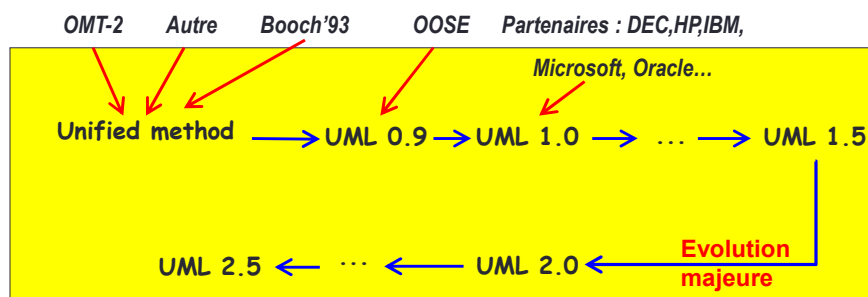 OMT-2 Autre Booch’93 OOSE Partenaires : DEC,HP,IBM,
Microsoft, Oracle…
Unified method UML 0.9 UML 1.0 ... UML 1.5
UML 2.5 ... UML 2.0 Evolution
majeure